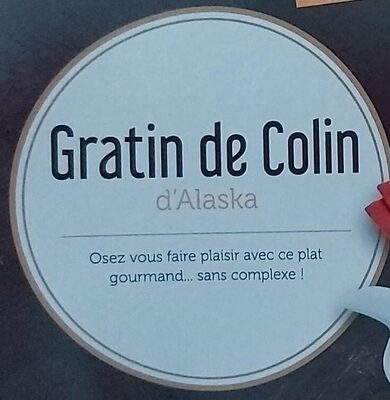 Gratin de Colin
d'Alaska
Osez vous faire plaisir avec ce plat
gourmand... sans complexe !